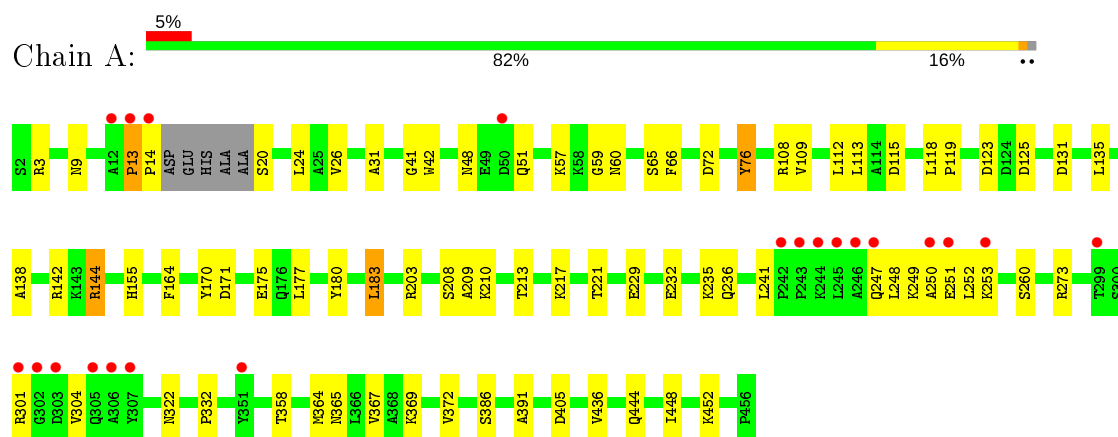 5%
Chain A:
82% 16% ••
S2 R3 N9 A12 P13 P14 ASP GLU HIS ALA ALA S20 L24 A25 V26 A31 G41 W42 N48 E49 D50 Q51 K57 K58 G59 N60 S65 F66 D72 Y76 R108 V109 L112 L113 A114 D115 L118 P119 D123 D124 D125 D131 L135
A138 R142 K143 R144 H155 F164 Y170 D171 E175 Q176 L177 Y180 L183 R203 S208 A209 K210 T213 K217 T221 E229 E232 K235 Q236 L241 P242 P243 K244 L245 A246 Q247 L248 K249 A250 E251 L252 K253 S260 R273 T299 S300
R301 G302 D303 V304 Q305 A306 Y307 N322 P332 Y351 T358 M364 N365 L366 V367 A368 K369 V372 S386 A391 D405 V436 Q444 I448 K452 P456